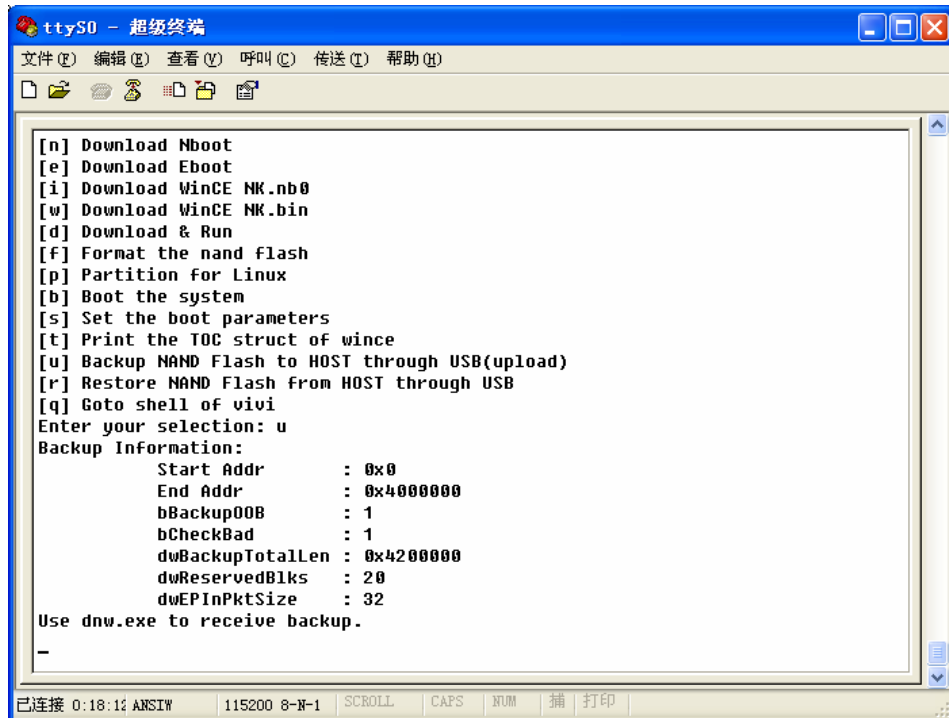 ttyS0 - 超级终端
文件(F) 编辑(E) 查看(V) 呼叫(C) 传送(T) 帮助(H)
[n] Download Nboot
[e] Download Eboot
[i] Download WinCE NK.nb0
[w] Download WinCE NK.bin
[d] Download & Run
[f] Format the nand flash
[p] Partition for Linux
[b] Boot the system
[s] Set the boot parameters
[t] Print the TOC struct of wince
[u] Backup NAND Flash to HOST through USB(upload)
[r] Restore NAND Flash from HOST through USB
[q] Goto shell of vivi
Enter your selection: u
Backup Information:
Start Addr : 0x0
End Addr : 0x4000000
bBackupOOB : 1
bCheckBad : 1
dwBackupTotalLen : 0x4200000
dwReservedBlks : 20
dwEPInPktSize : 32
Use dnw.exe to receive backup.
_
已连接 0:18:12 ANSIW 115200 8-N-1 SCROLL CAPS NUM 捕 打印